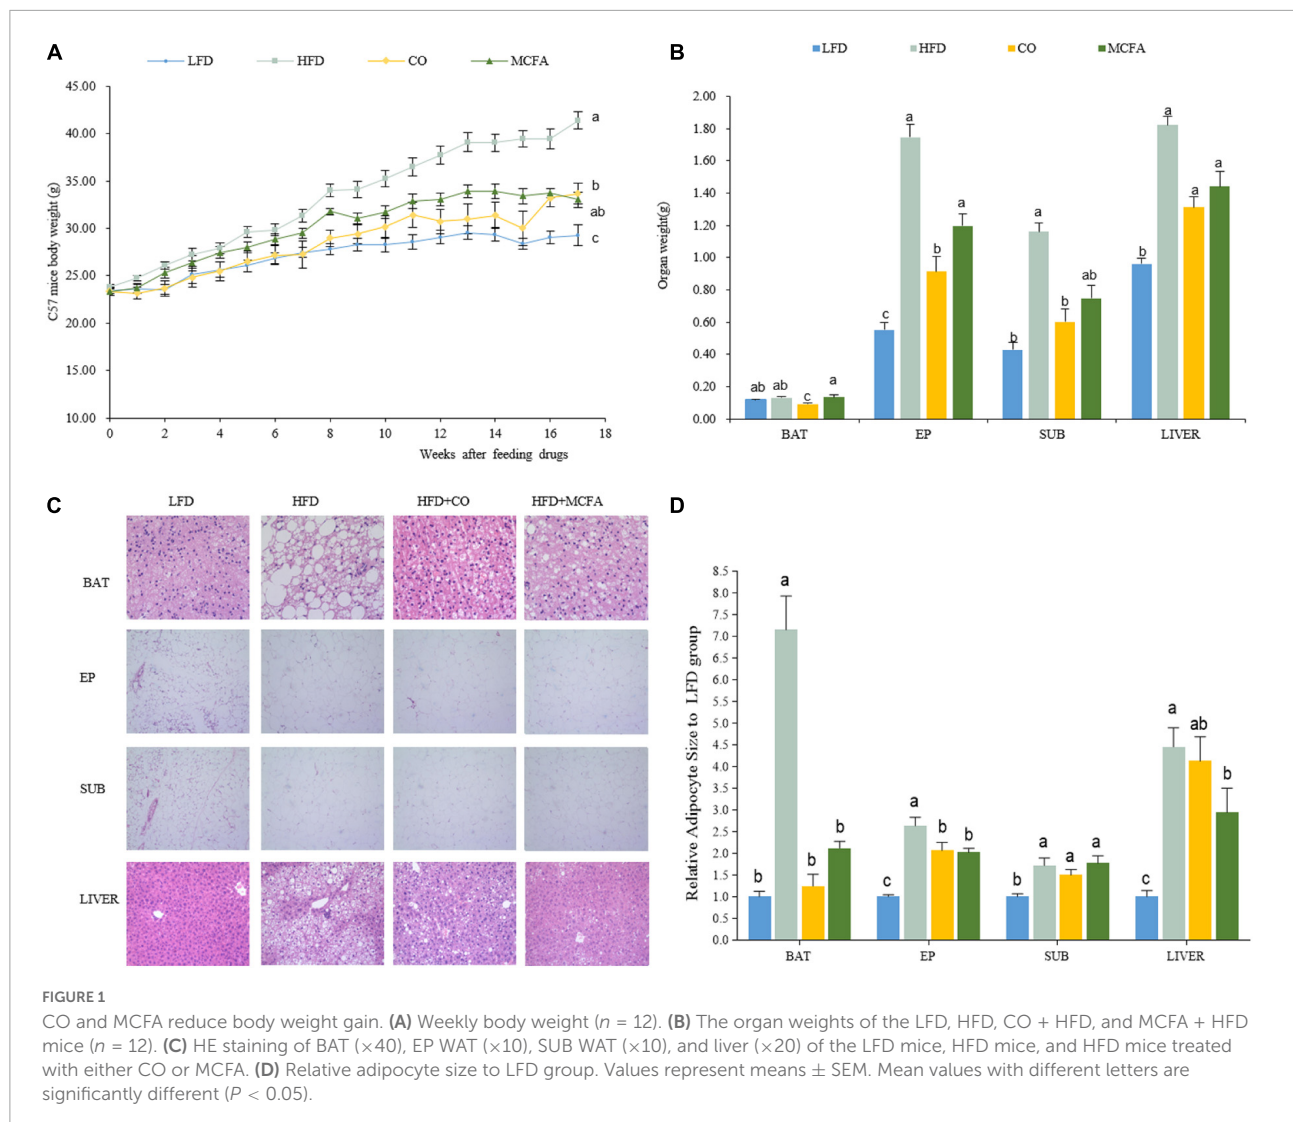 A
LFD HFD CO MCFA
C57 mice body weight (g)
45.00
40.00
35.00
30.00
25.00
20.00
15.00
10.00
a
b
ab
c
0 2 4 6 8 10 12 14 16 18
Weeks after feeding drugs
B
LFD HFD CO MCFA
Organ weight(g)
2.00
1.80
1.60
1.40
1.20
1.00
0.80
0.60
0.40
0.20
0.00
ab ab c a
c a b a
b a b ab
b a a a
BAT EP SUB LIVER
C
LFD HFD HFD+CO HFD+MCFA
BAT
EP
SUB
LIVER
D
Relative Adipocyte Size to LFD group
8.5
8.0
7.5
7.0
6.5
6.0
5.5
5.0
4.5
4.0
3.5
3.0
2.5
2.0
1.5
1.0
0.5
0.0
b a b b
c a b b
b a a a
c a ab b
BAT EP SUB LIVER
FIGURE 1
CO and MCFA reduce body weight gain. (A) Weekly body weight (n = 12). (B) The organ weights of the LFD, HFD, CO + HFD, and MCFA + HFD
mice (n = 12). (C) HE staining of BAT (×40), EP WAT (×10), SUB WAT (×10), and liver (×20) of the LFD mice, HFD mice, and HFD mice treated
with either CO or MCFA. (D) Relative adipocyte size to LFD group. Values represent means ± SEM. Mean values with different letters are
significantly different (P < 0.05).